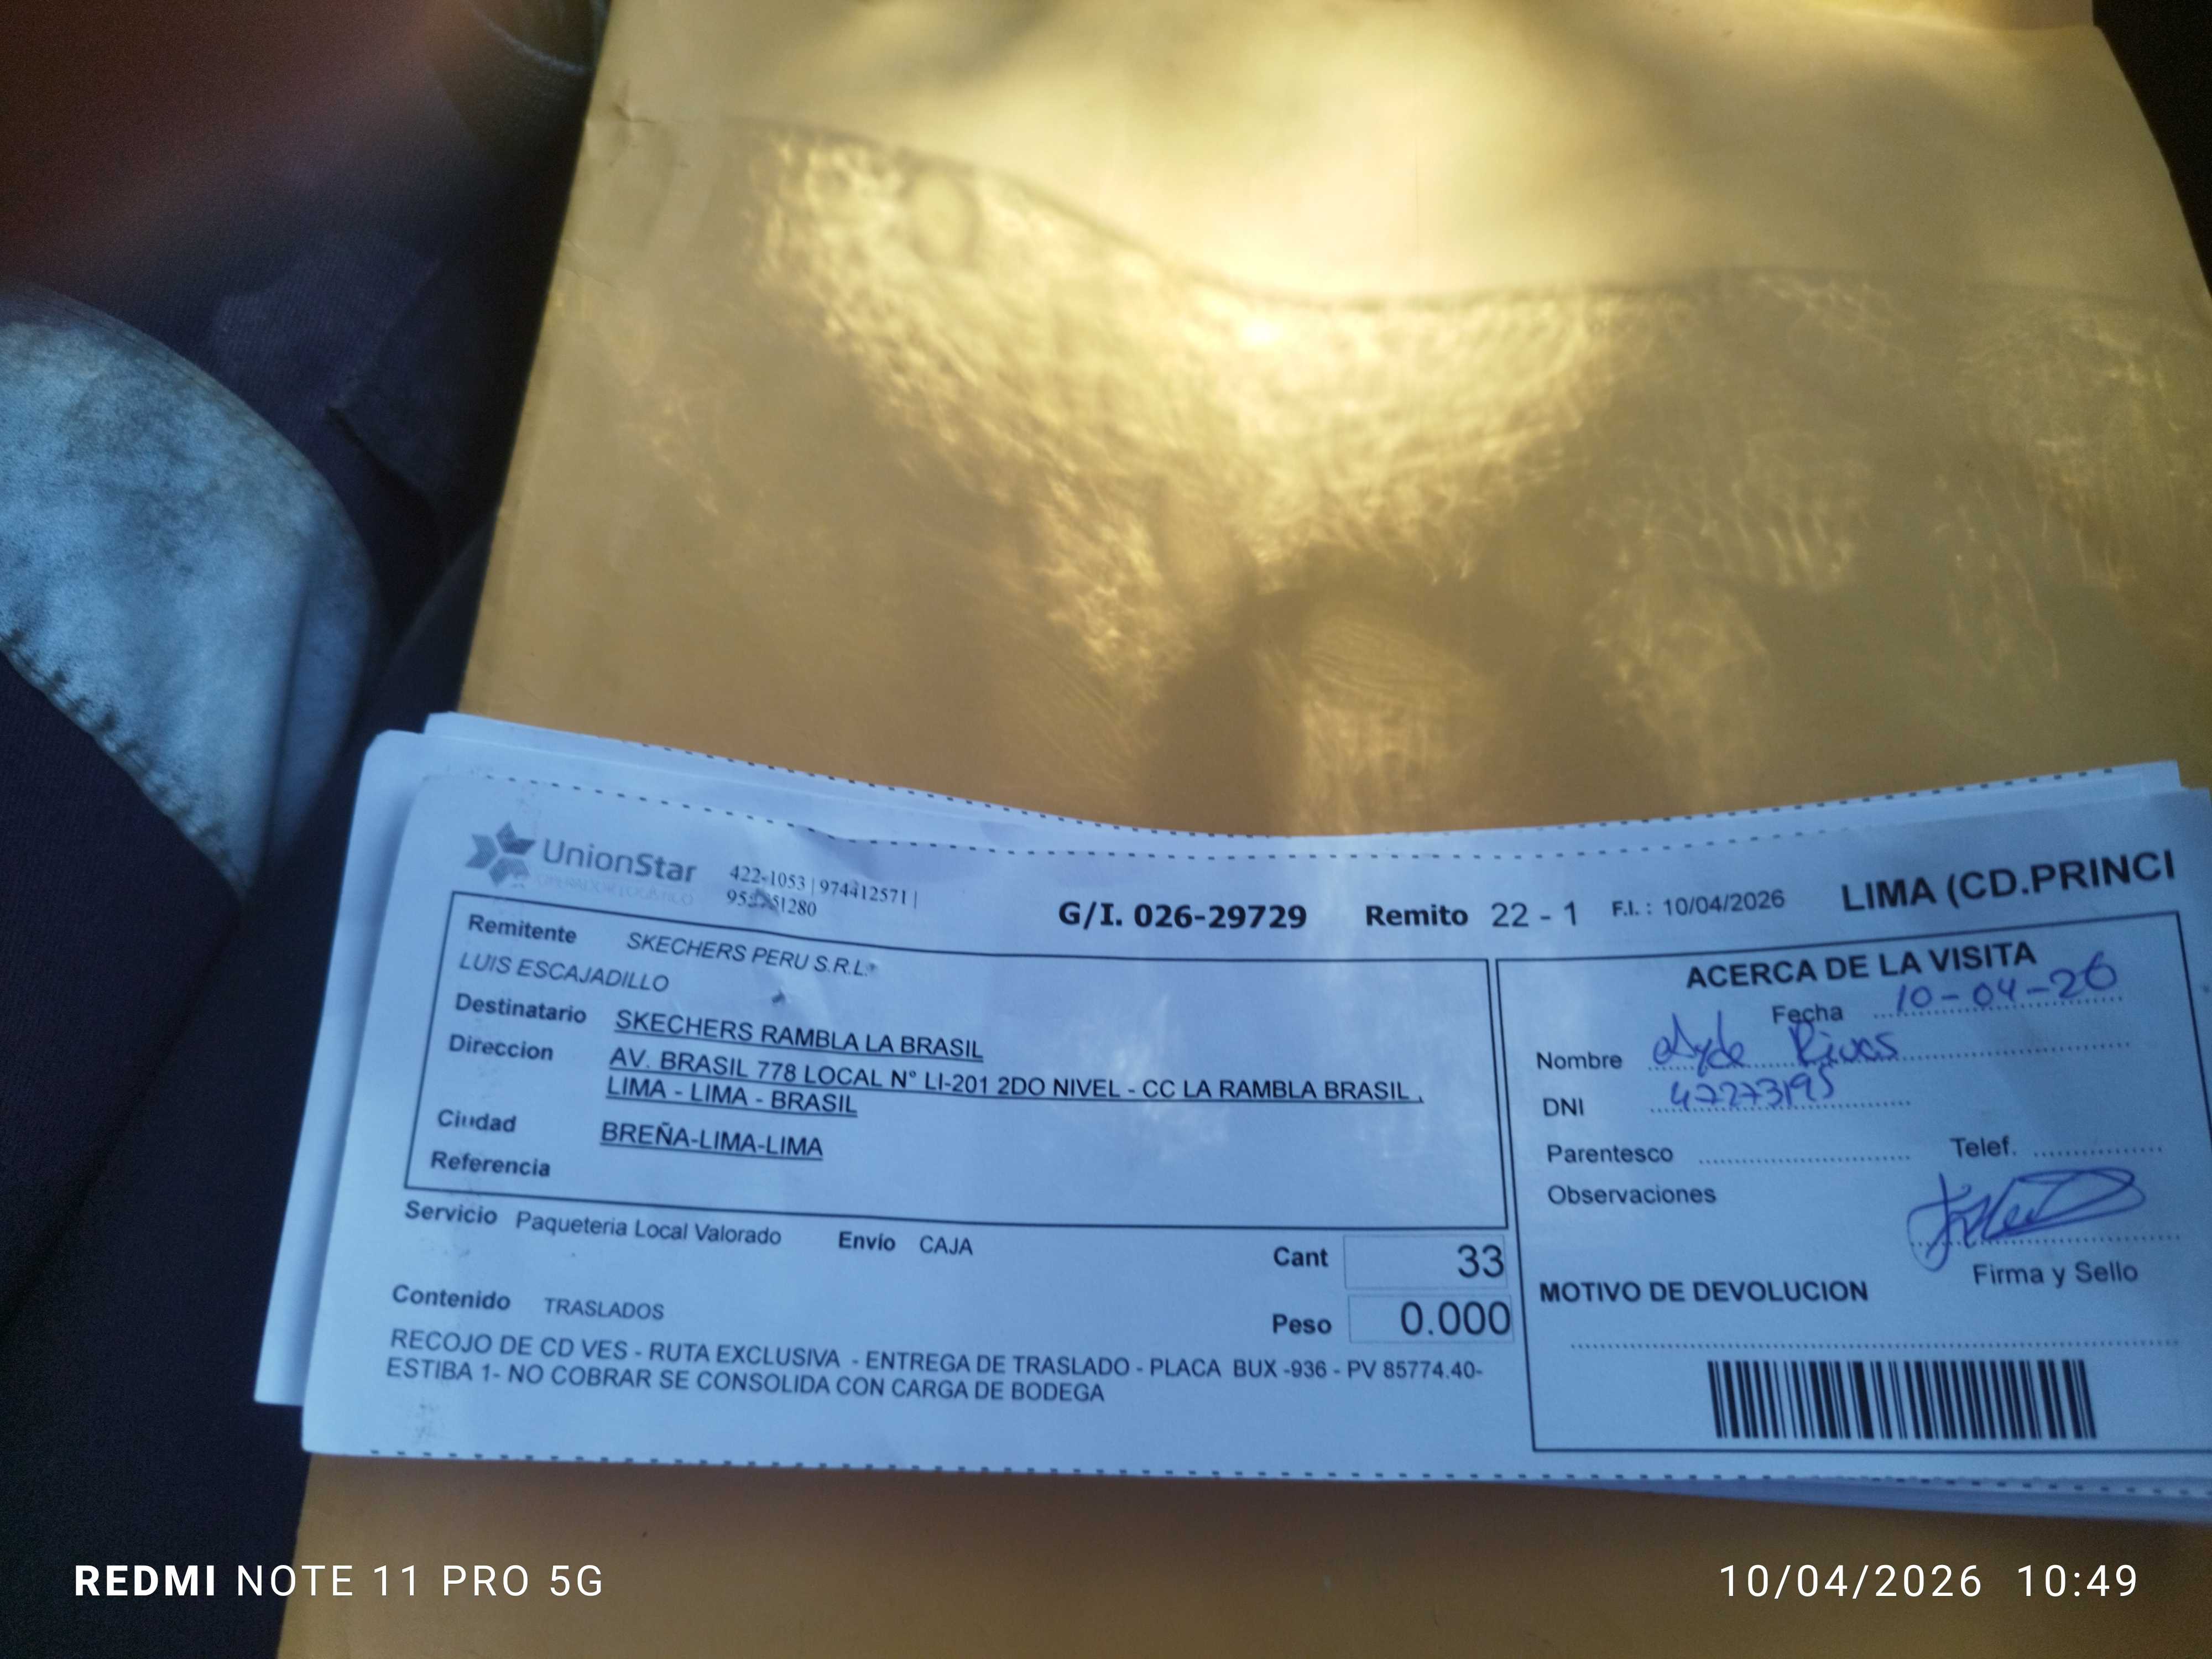 UnionStar
OPERADOR LOGISTICO
422-1053 | 974412571 |
G/I. 026-29729 Remito 22 - 1 F.I. : 10/04/2026 LIMA (CD.PRINCI
Remitente SKECHERS PERU S.R.L.
LUIS ESCAJADILLO
Destinatario SKECHERS RAMBLA LA BRASIL
Direccion AV. BRASIL 778 LOCAL N° LI-201 2DO NIVEL - CC LA RAMBLA BRASIL ,
LIMA - LIMA - BRASIL
Ciudad BREÑA-LIMA-LIMA
Referencia
Servicio Paqueteria Local Valorado Envío CAJA
Cant 33
Contenido TRASLADOS
Peso 0.000
RECOJO DE CD VES - RUTA EXCLUSIVA - ENTREGA DE TRASLADO - PLACA BUX -936 - PV 85774.40-
ESTIBA 1- NO COBRAR SE CONSOLIDA CON CARGA DE BODEGA
ACERCA DE LA VISITA
Fecha 10-04-26
Nombre Rivas
DNI 47273195
Parentesco Telef.
Observaciones
Firma y Sello
MOTIVO DE DEVOLUCION
REDMI NOTE 11 PRO 5G
10/04/2026 10:49